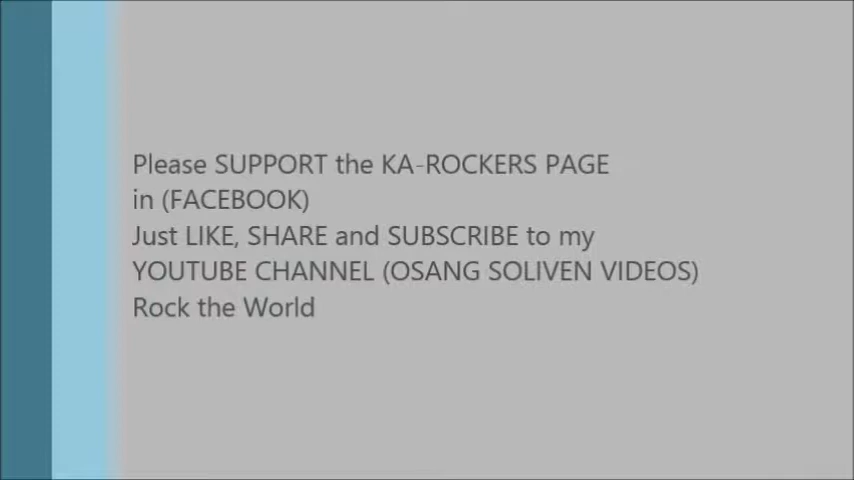 Please SUPPORT the KA-ROCKERS PAGE
in (FACEBOOK)
Just LIKE, SHARE and SUBSCRIBE to my
YOUTUBE CHANNEL (OSANG SOLIVEN VIDEOS)
Rock the World